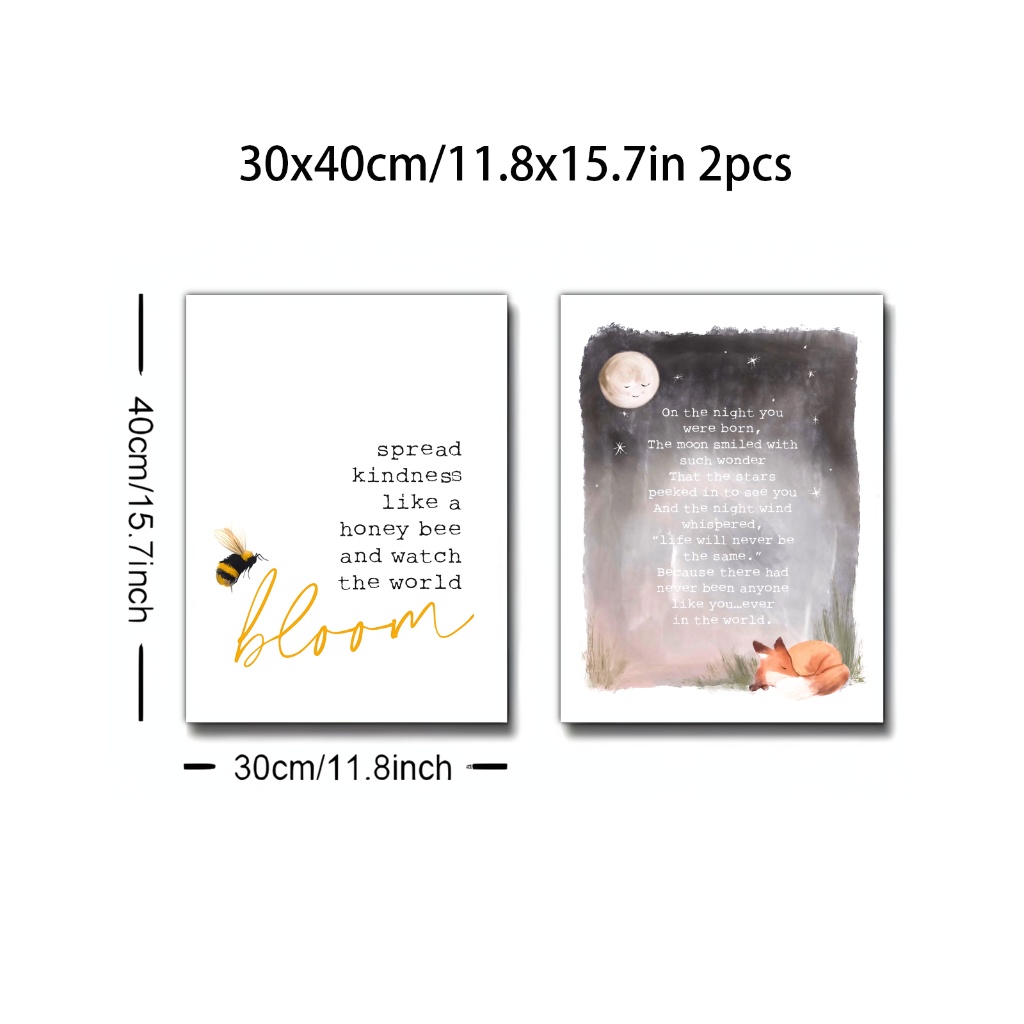 30x40cm/11.8x15.7in 2pcs
40cm/15.7inch
spread
kindness
like a
honey bee
and watch
the world
bloom
On the night you
were born,
The moon smiled with
such wonder
That the stars
peeked in to see you
And the night wind
whispered,
"life will never be
the same."
Because there had
never been anyone
like you…ever
in the world.
30cm/11.8inch